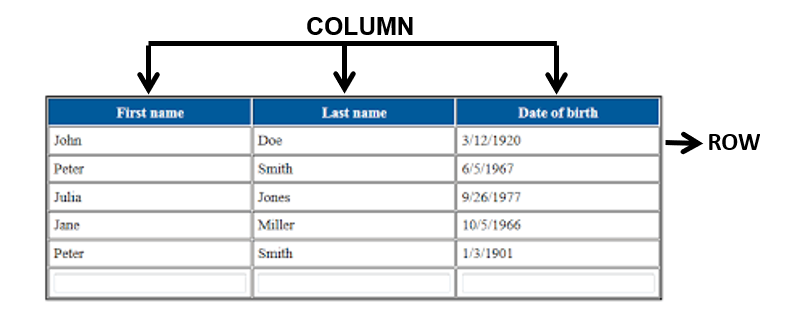 COLUMN
First name Last name Date of birth
John Doe 3/12/1920
ROW
Peter Smith 6/5/1967
Julia Jones 9/26/1977
Jane Miller 10/5/1966
Peter Smith 1/3/1901